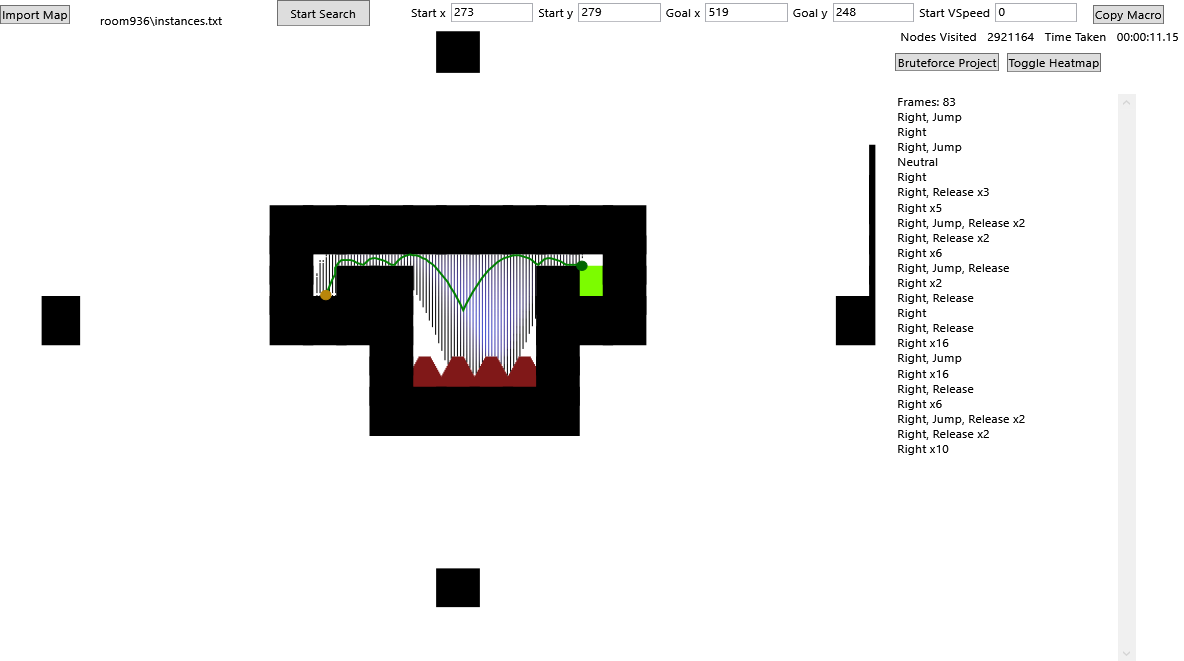 Import Map
room936\instances.txt
Start Search
Start x 273 Start y 279 Goal x 519 Goal y 248 Start VSpeed 0
Copy Macro
Nodes Visited 2921164 Time Taken 00:00:11.15
Bruteforce Project Toggle Heatmap
Frames: 83
Right, Jump
Right
Right, Jump
Neutral
Right
Right, Release x3
Right x5
Right, Jump, Release x2
Right, Release x2
Right x6
Right, Jump, Release
Right x2
Right, Release
Right
Right, Release
Right x16
Right, Jump
Right x16
Right, Release
Right x6
Right, Jump, Release x2
Right, Release x2
Right x10